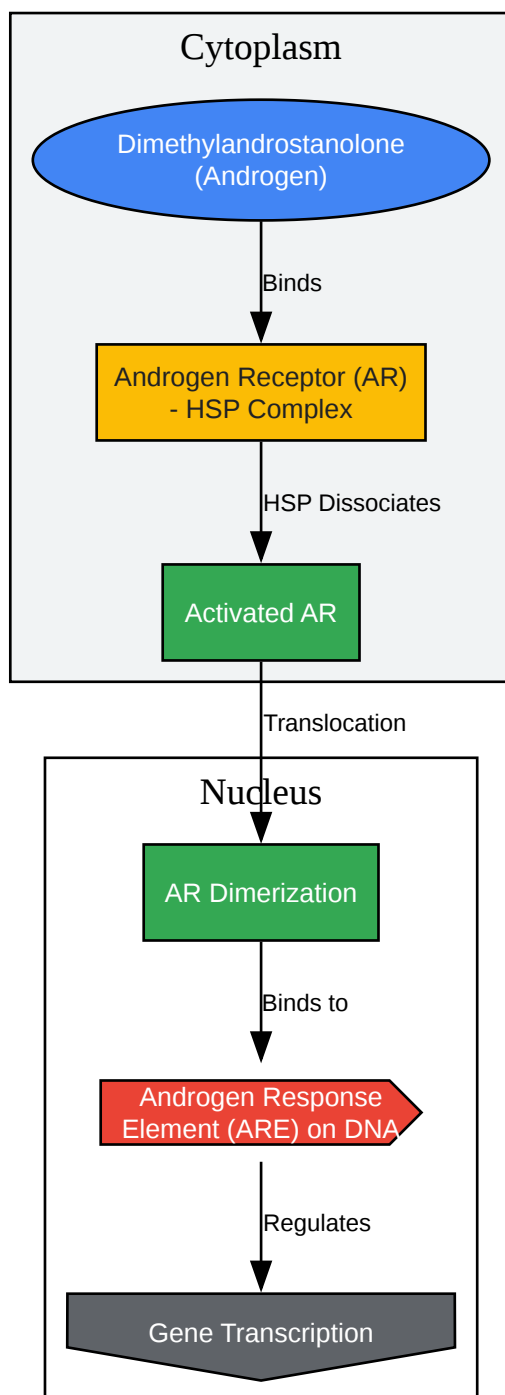 Cytoplasm
Dimethylandrostanolone
(Androgen)
Binds
Androgen Receptor (AR)
- HSP Complex
HSP Dissociates
Activated AR
Translocation
Nucleus
AR Dimerization
Binds to
Androgen Response
Element (ARE) on DNA
Regulates
Gene Transcription